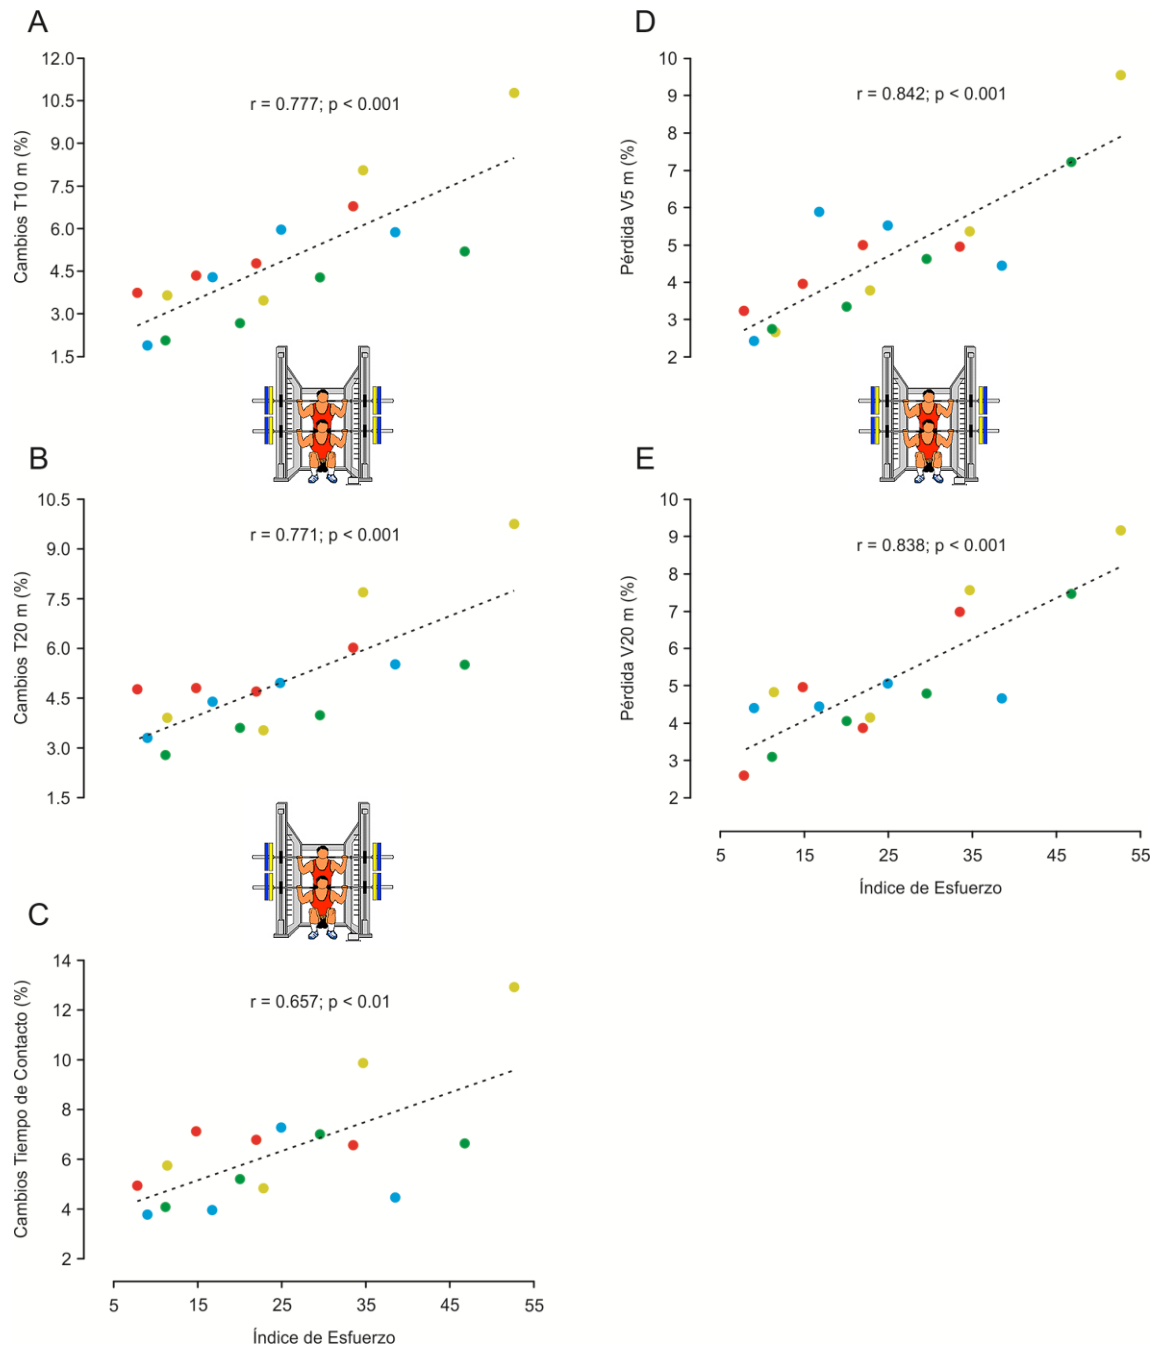 A
Cambios T10 m (%)
12.0
10.5
9.0
7.5
6.0
4.5
3.0
1.5
r = 0.777; p < 0.001
B
Cambios T20 m (%)
10.5
9.0
7.5
6.0
4.5
3.0
1.5
r = 0.771; p < 0.001
C
Cambios Tiempo de Contacto (%)
14
12
10
8
6
4
2
r = 0.657; p < 0.01
5 15 25 35 45 55
Índice de Esfuerzo
D
Pérdida V5 m (%)
10
9
8
7
6
5
4
3
2
r = 0.842; p < 0.001
E
Pérdida V20 m (%)
10
9
8
7
6
5
4
3
2
r = 0.838; p < 0.001
5 15 25 35 45 55
Índice de Esfuerzo